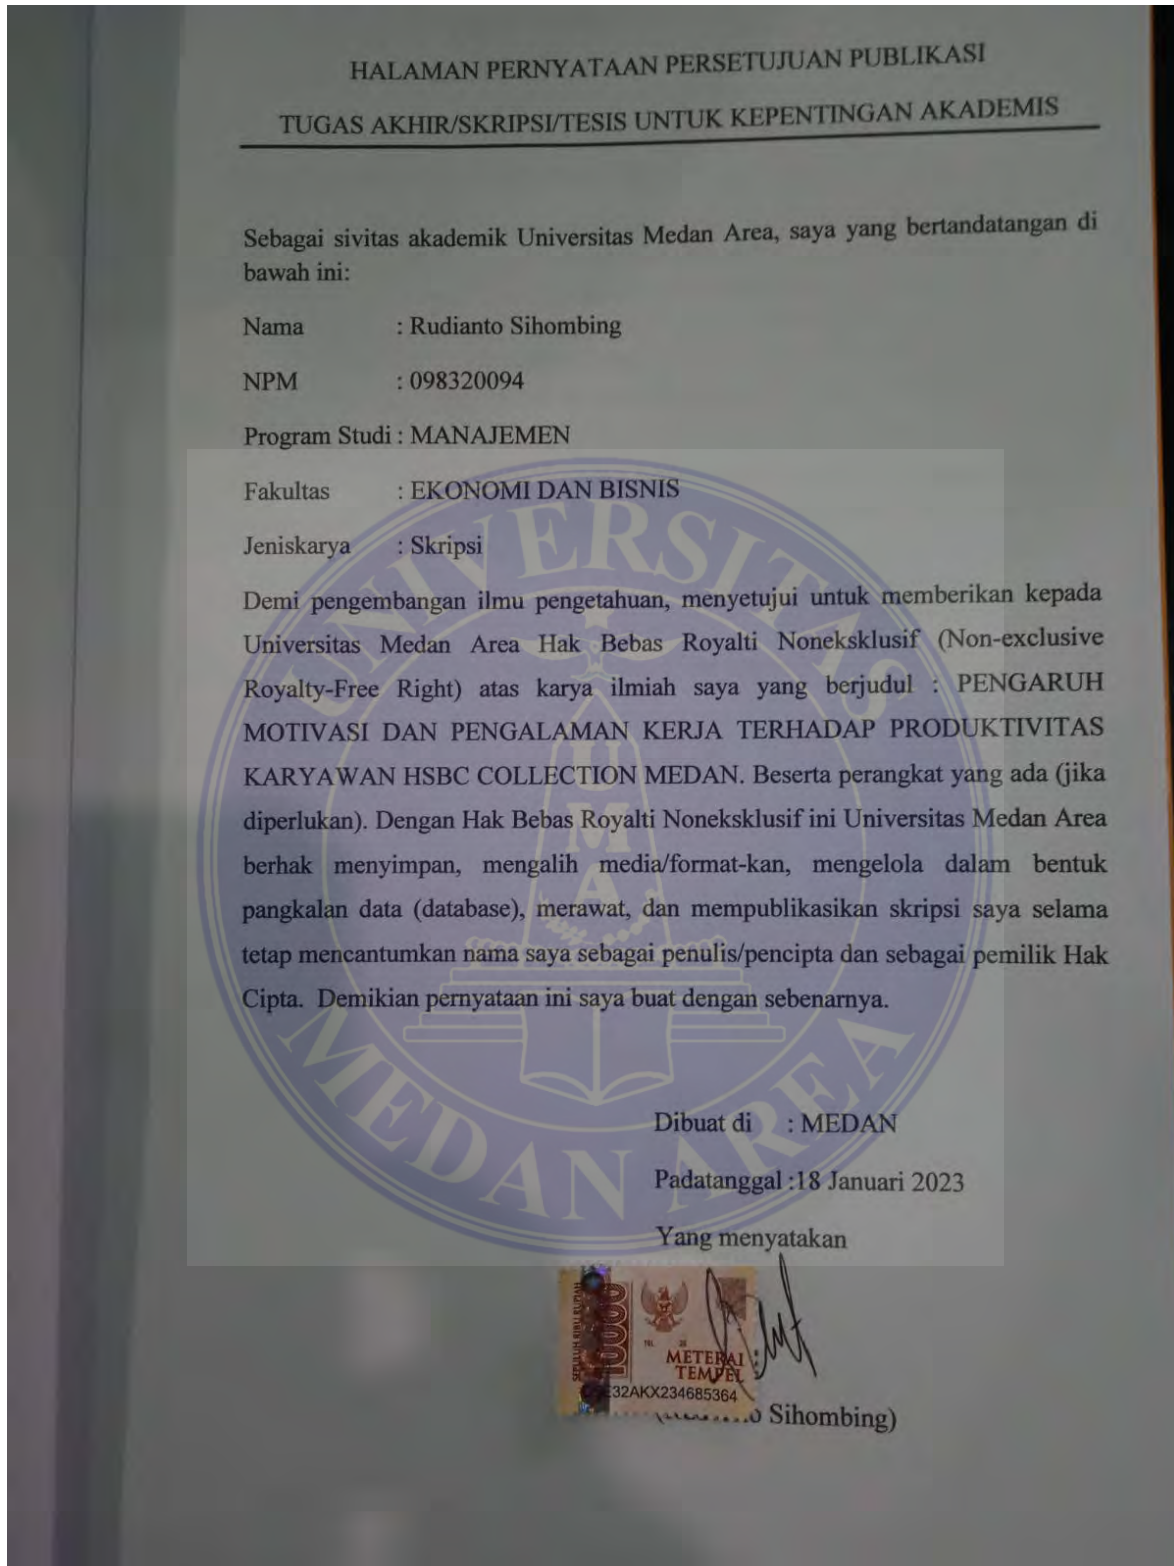 HALAMAN PERNYATAAN PERSETUJUAN PUBLIKASI
TUGAS AKHIR/SKRIPSI/TESIS UNTUK KEPENTINGAN AKADEMIS
Sebagai sivitas akademik Universitas Medan Area, saya yang bertandatangan di
bawah ini:
Nama : Rudianto Sihombing
NPM : 098320094
Program Studi : MANAJEMEN
Fakultas : EKONOMI DAN BISNIS
Jeniskarya : Skripsi
Demi pengembangan ilmu pengetahuan, menyetujui untuk memberikan kepada
Universitas Medan Area Hak Bebas Royalti Noneksklusif (Non-exclusive
Royalty-Free Right) atas karya ilmiah saya yang berjudul : PENGARUH
MOTIVASI DAN PENGALAMAN KERJA TERHADAP PRODUKTIVITAS
KARYAWAN HSBC COLLECTION MEDAN. Beserta perangkat yang ada (jika
diperlukan). Dengan Hak Bebas Royalti Noneksklusif ini Universitas Medan Area
berhak menyimpan, mengalih media/format-kan, mengelola dalam bentuk
pangkalan data (database), merawat, dan mempublikasikan skripsi saya selama
tetap mencantumkan nama saya sebagai penulis/pencipta dan sebagai pemilik Hak
Cipta. Demikian pernyataan ini saya buat dengan sebenarnya.
UNIVERSITAS
UMA
MEDAN AREA
Dibuat di : MEDAN
Padatanggal :18 Januari 2023
Yang menyatakan
SEPULUH RIBU RUPIAH
10000
METERAI
TEMPEL
32AKX234685364
Sihombing)